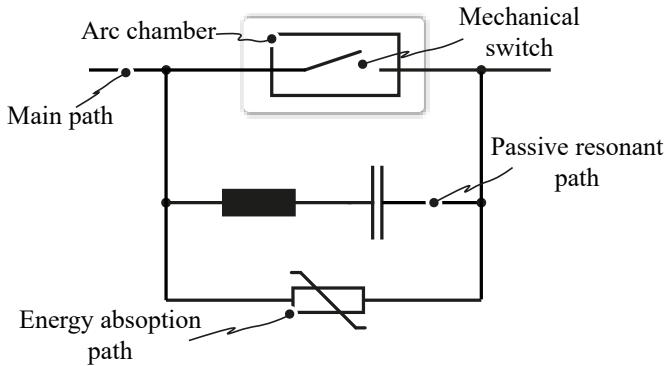 Arc chamber
Mechanical
switch
Main path
Passive resonant
path
Energy absoption
path